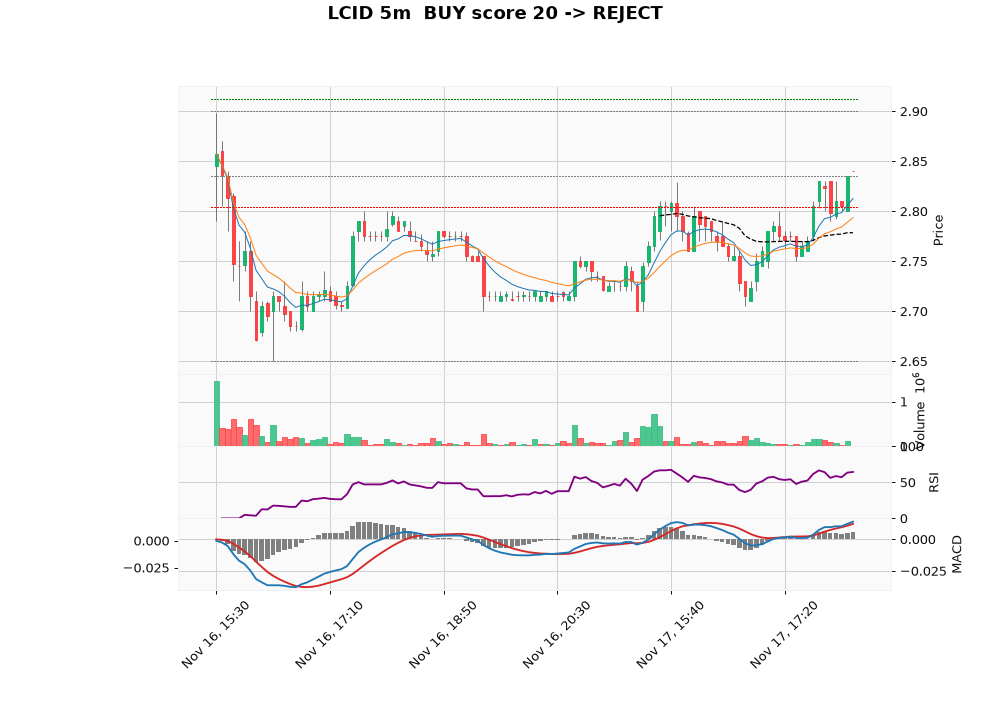 LCID 5m  BUY score 20 -> REJECT
2.90
2.85
2.80
2.75
2.70
2.65
Price
1
Volume 10⁶
100
50
0
RSI
0.000
−0.025
0.000
−0.025
MACD
Nov 16, 15:30
Nov 16, 17:10
Nov 16, 18:50
Nov 16, 20:30
Nov 17, 15:40
Nov 17, 17:20